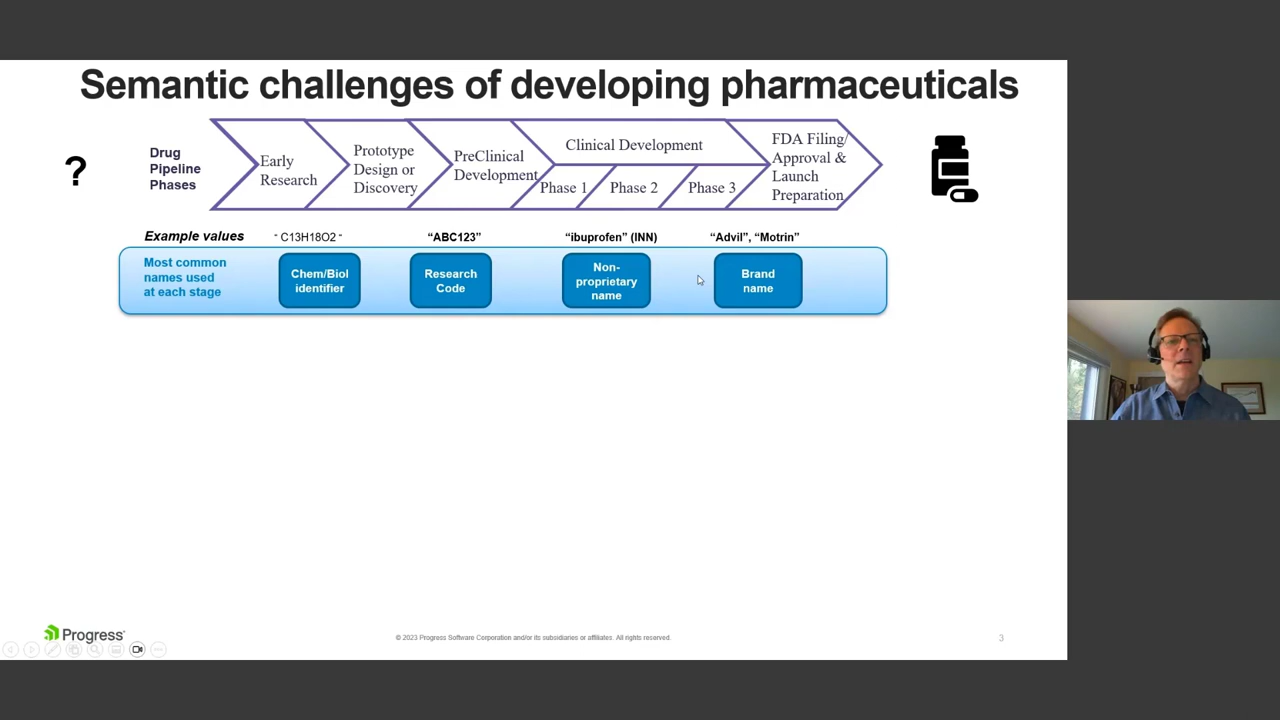 Semantic challenges of developing pharmaceuticals
?
Drug
Pipeline
Phases
Early
Research
Prototype
Design or
Discovery
PreClinical
Development
Clinical Development
Phase 1
Phase 2
Phase 3
FDA Filing/
Approval &
Launch
Preparation
Example values
" C13H18O2 "
"ABC123"
"ibuprofen" (INN)
"Advil", "Motrin"
Most common
names used
at each stage
Chem/Biol
identifier
Research
Code
Non-
proprietary
name
Brand
name
Progress
© 2023 Progress Software Corporation and/or its subsidiaries or affiliates. All rights reserved.
3